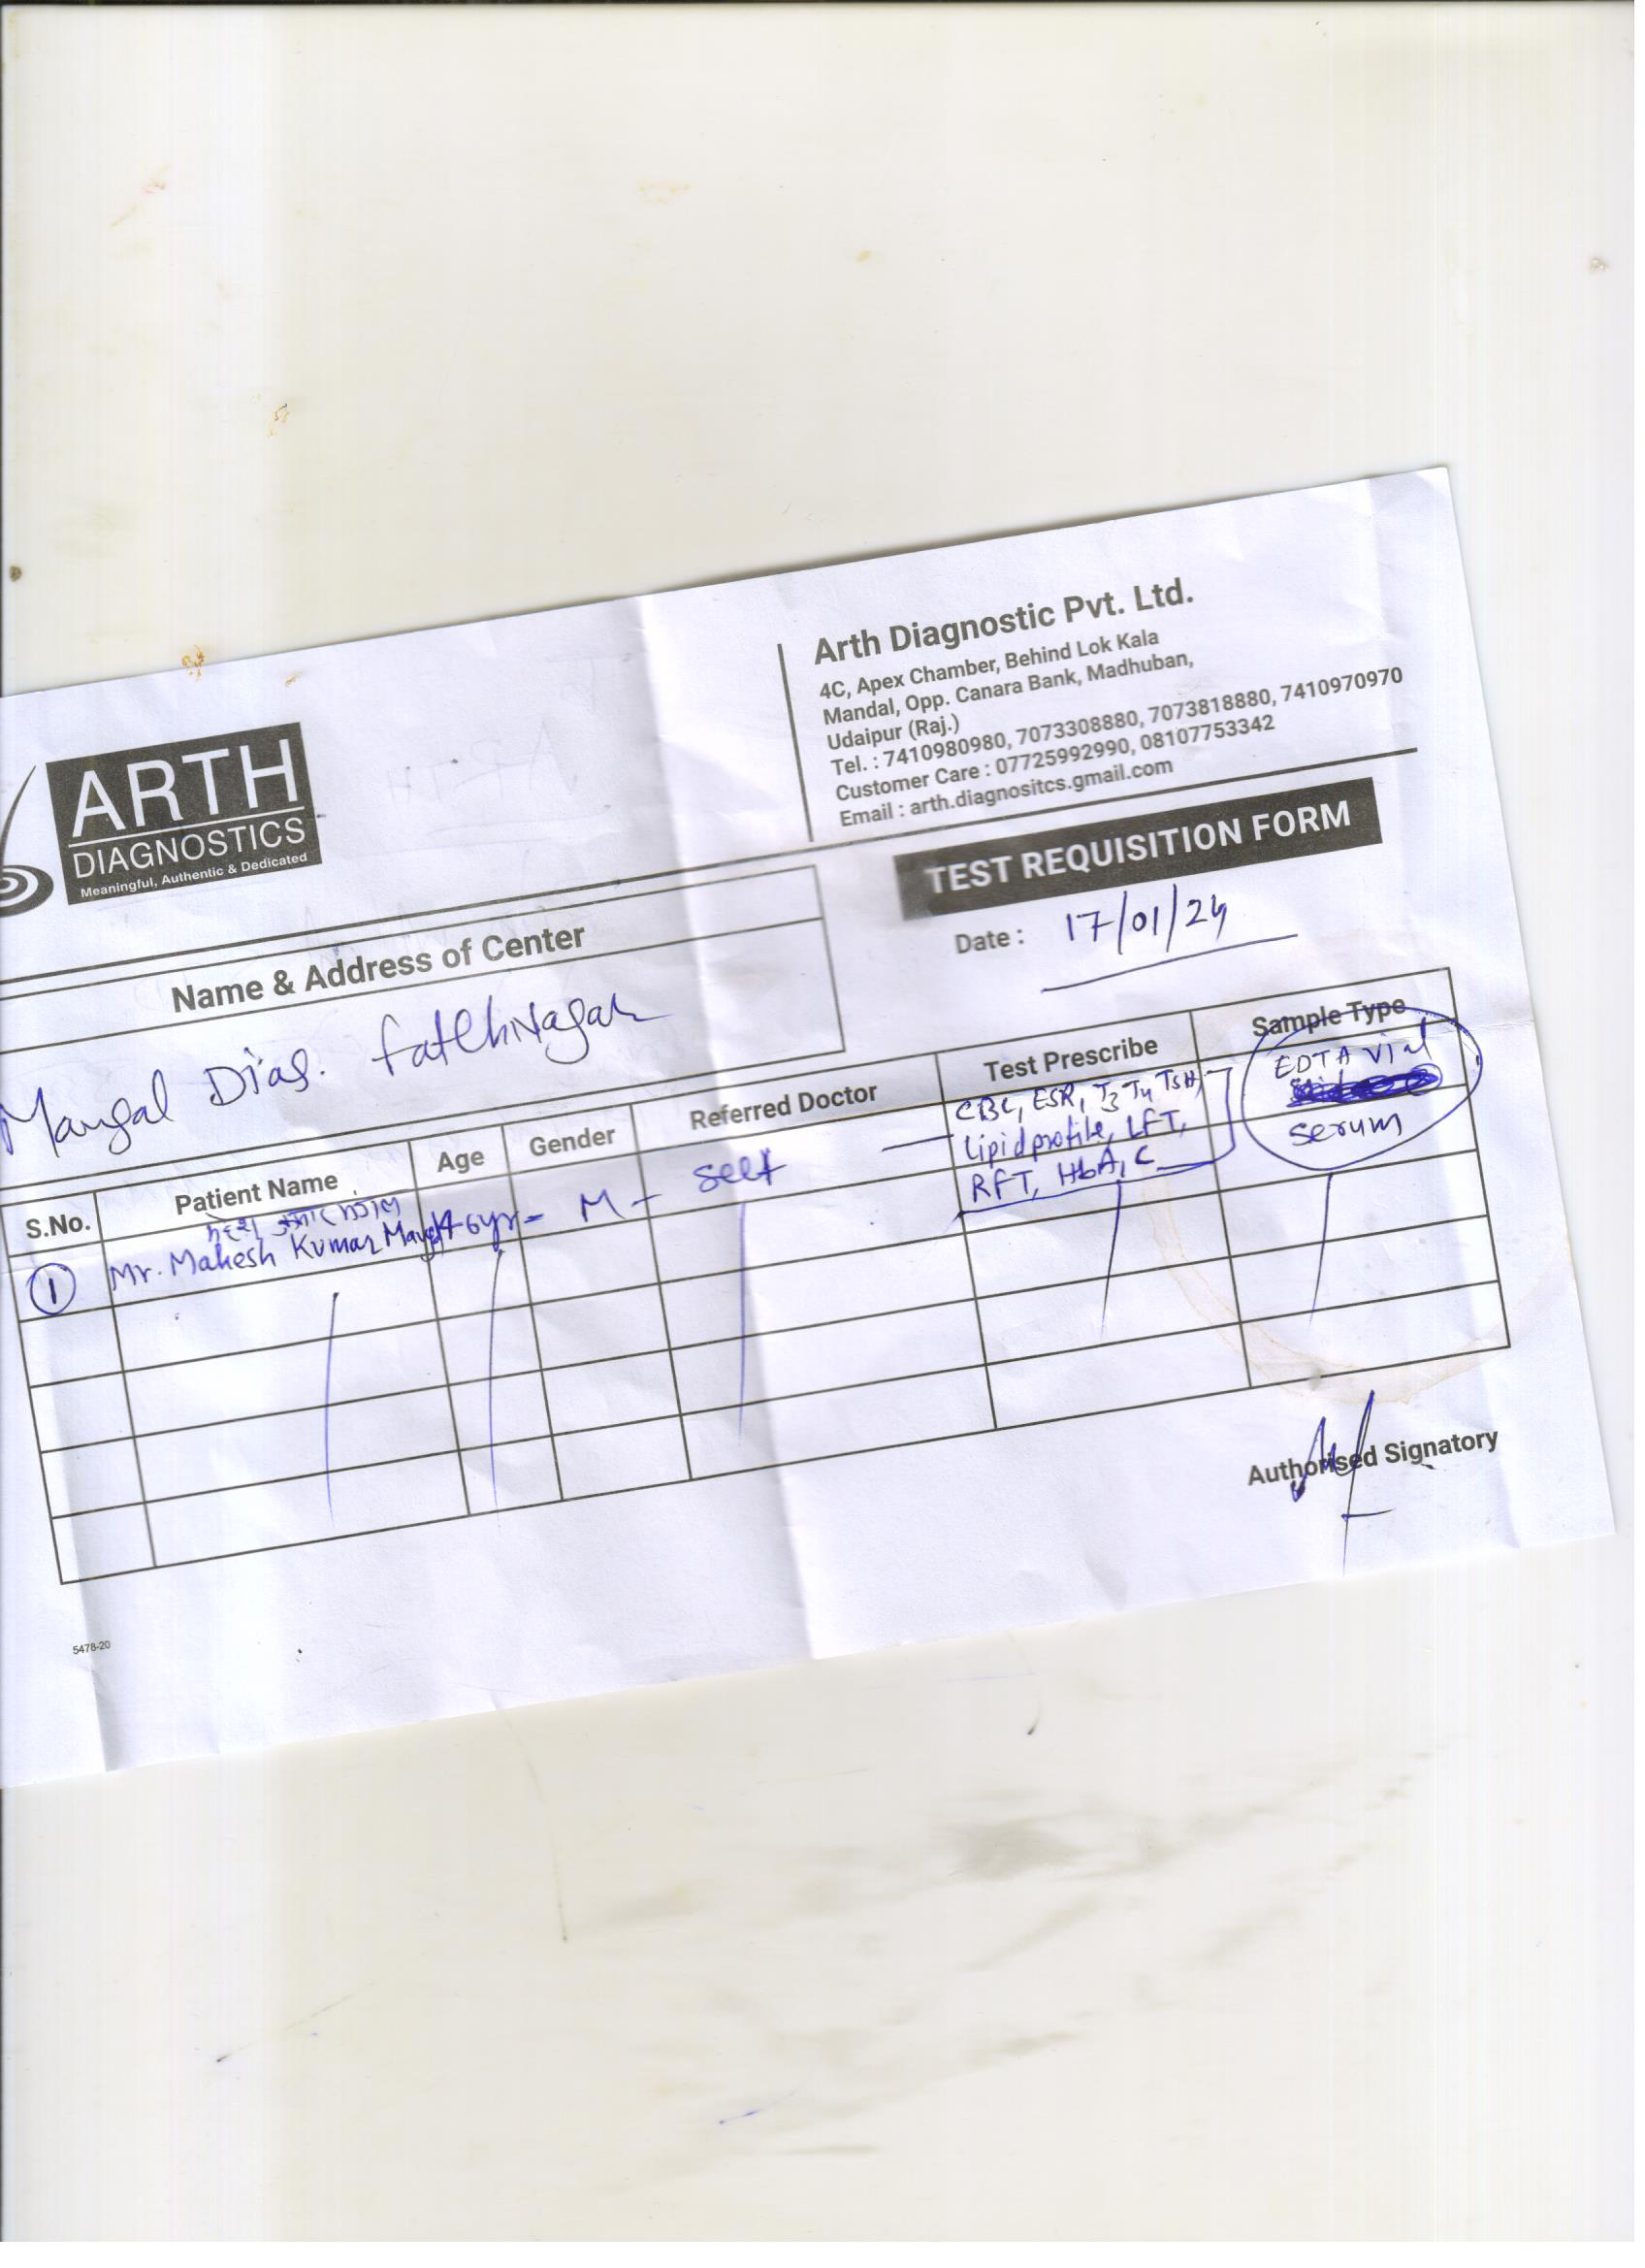 ARTH
DIAGNOSTICS
Meaningful, Authentic & Dedicated
Arth Diagnostic Pvt. Ltd.
4C, Apex Chamber, Behind Lok Kala
Mandal, Opp. Canara Bank, Madhuban,
Udaipur (Raj.)
Tel. : 7410980980, 7073308880, 7073818880, 7410970970
Customer Care : 07725992990, 08107753342
Email : arth.diagnositcs.gmail.com
TEST REQUISITION FORM
Date : 17/01/24
Name & Address of Center
Mangal Diag. Fatehnagar
S.No. Patient Name Age Gender Referred Doctor Test Prescribe Sample Type
1 Mr. Mahesh Kumar 46yr - M - self
CBC, ESR, T3 T4 TSH,
Lipid profile, LFT,
RFT, HbA1C
EDTA vial
serum
Authorised Signatory
5478-20